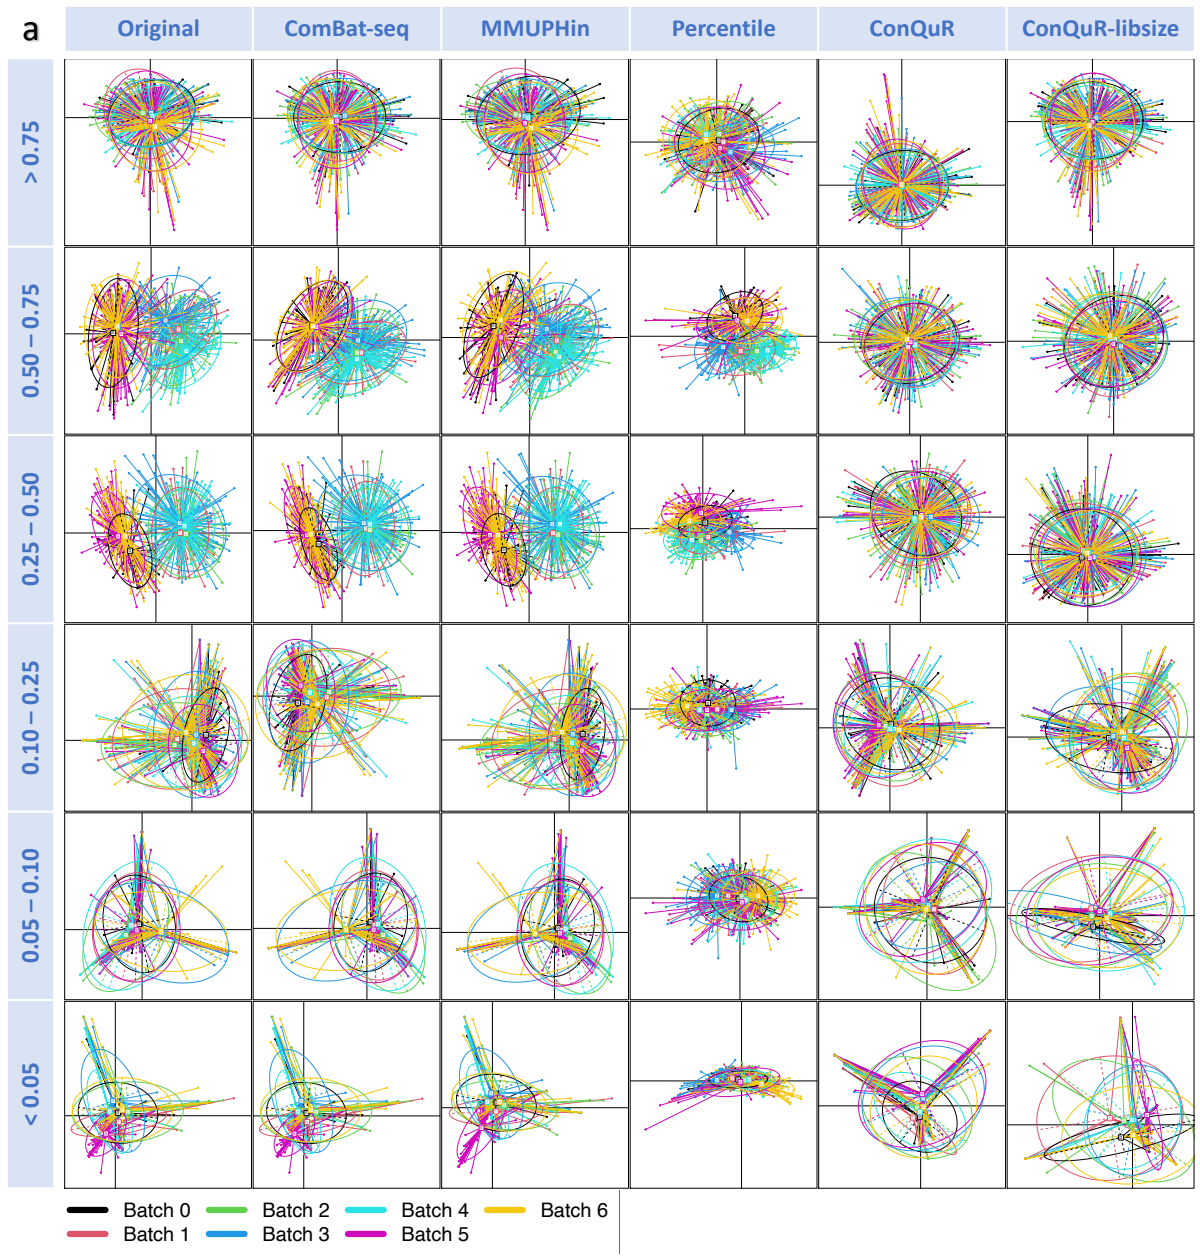 a
Original ComBat-seq MMUPHin Percentile ConQuR ConQuR-libsize
> 0.75
0.50 – 0.75
0.25 – 0.50
0.10 – 0.25
0.05 – 0.10
< 0.05
Batch 0 Batch 2 Batch 4 Batch 6
Batch 1 Batch 3 Batch 5